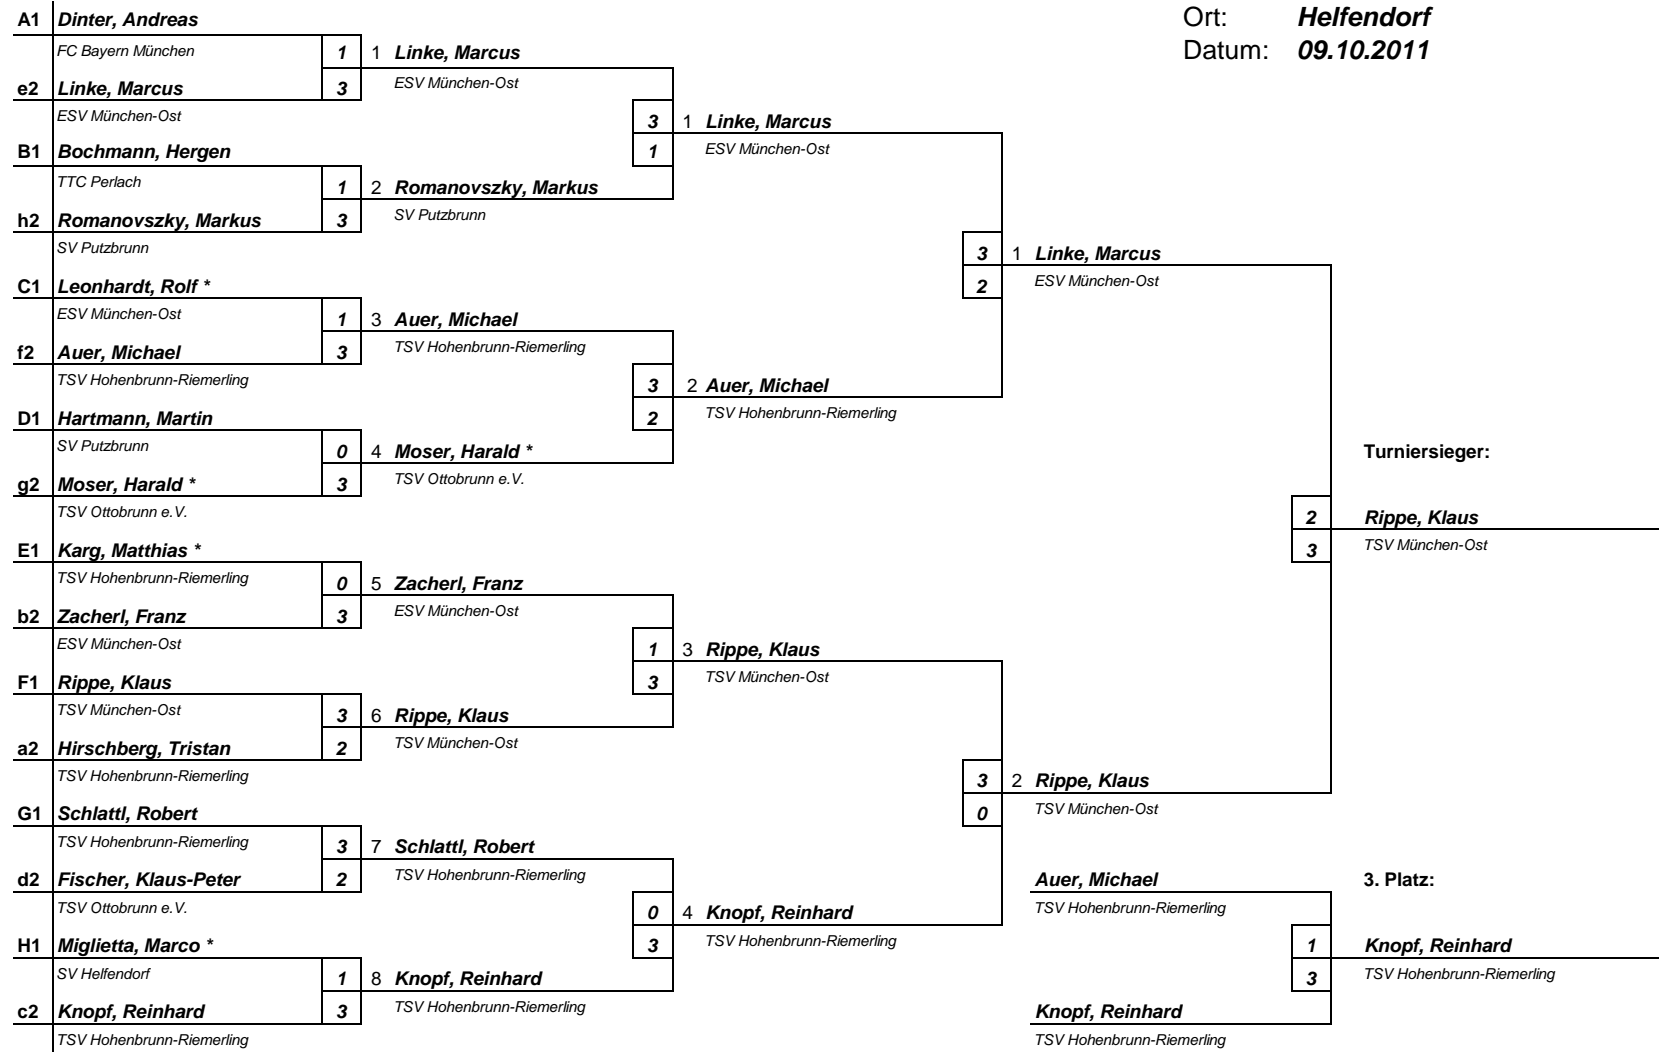 A1 Dinter, Andreas
Ort: Helfendorf
FC Bayern München 1 1 Linke, Marcus
Datum: 09.10.2011
e2 Linke, Marcus 3 ESV München-Ost
ESV München-Ost 3 1 Linke, Marcus
B1 Bochmann, Hergen 1 ESV München-Ost
TTC Perlach 1 2 Romanovszky, Markus
h2 Romanovszky, Markus 3 SV Putzbrunn
SV Putzbrunn 3 1 Linke, Marcus
C1 Leonhardt, Rolf * 2 ESV München-Ost
ESV München-Ost 1 3 Auer, Michael
f2 Auer, Michael 3 TSV Hohenbrunn-Riemerling
TSV Hohenbrunn-Riemerling 3 2 Auer, Michael
D1 Hartmann, Martin 2 TSV Hohenbrunn-Riemerling
SV Putzbrunn 0 4 Moser, Harald * Turniersieger:
g2 Moser, Harald * 3 TSV Ottobrunn e.V.
TSV Ottobrunn e.V. 2 Rippe, Klaus
E1 Karg, Matthias * 3 TSV München-Ost
TSV Hohenbrunn-Riemerling 0 5 Zacherl, Franz
b2 Zacherl, Franz 3 ESV München-Ost
ESV München-Ost 1 3 Rippe, Klaus
F1 Rippe, Klaus 3 TSV München-Ost
TSV München-Ost 3 6 Rippe, Klaus
a2 Hirschberg, Tristan 2 TSV München-Ost
TSV Hohenbrunn-Riemerling 3 2 Rippe, Klaus
G1 Schlattl, Robert 0 TSV München-Ost
TSV Hohenbrunn-Riemerling 3 7 Schlattl, Robert
d2 Fischer, Klaus-Peter 2 TSV Hohenbrunn-Riemerling Auer, Michael 3. Platz:
TSV Ottobrunn e.V. 0 4 Knopf, Reinhard TSV Hohenbrunn-Riemerling
H1 Miglietta, Marco * 3 TSV Hohenbrunn-Riemerling 1 Knopf, Reinhard
SV Helfendorf 1 8 Knopf, Reinhard 3 TSV Hohenbrunn-Riemerling
c2 Knopf, Reinhard 3 TSV Hohenbrunn-Riemerling Knopf, Reinhard
TSV Hohenbrunn-Riemerling TSV Hohenbrunn-Riemerling